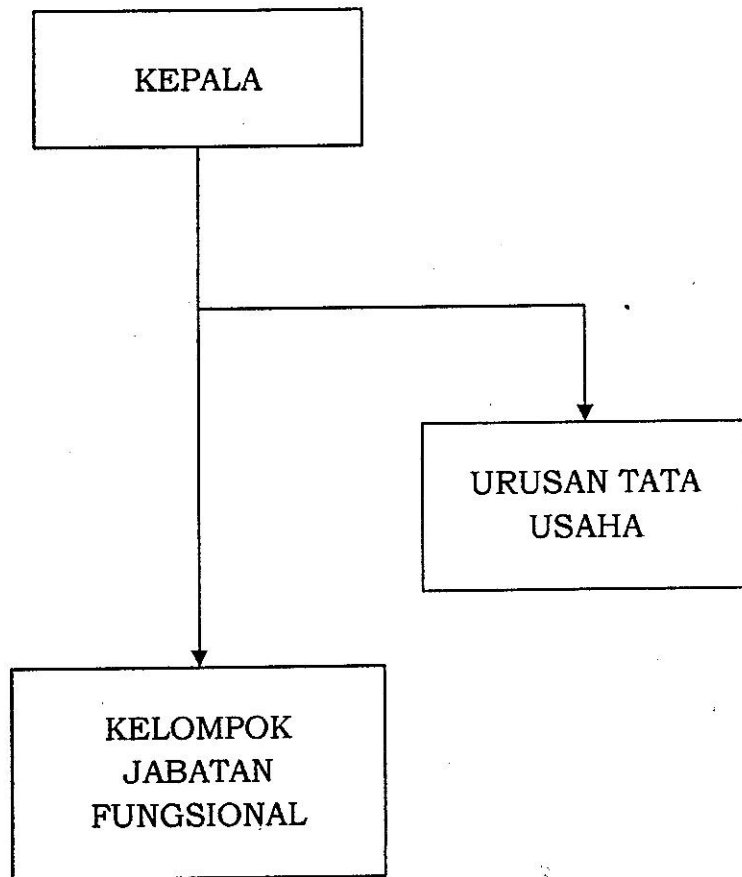 KEPALA
URUSAN TATA
USAHA
KELOMPOK
JABATAN
FUNGSIONAL